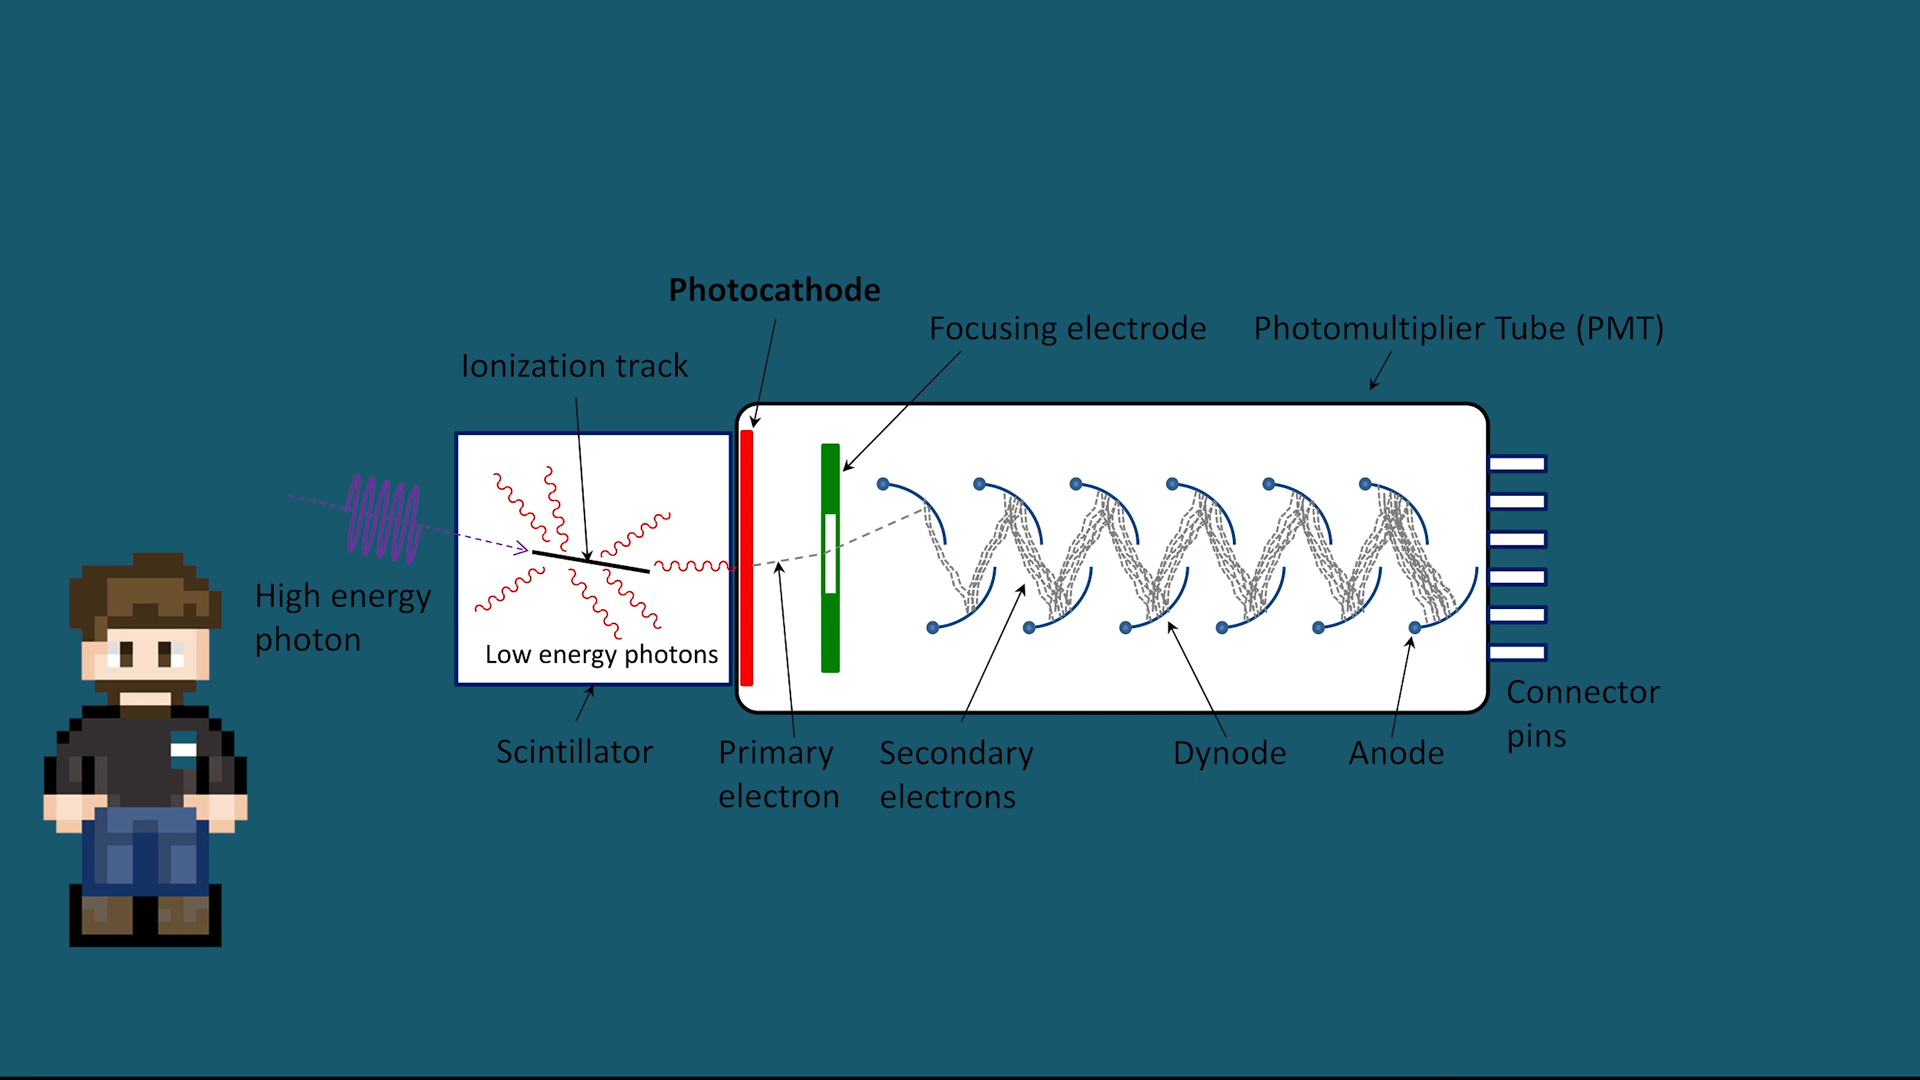 Photocathode
Focusing electrode
Photomultiplier Tube (PMT)
Ionization track
High energy
photon
Low energy photons
Connector
pins
Scintillator
Primary
electron
Secondary
electrons
Dynode
Anode